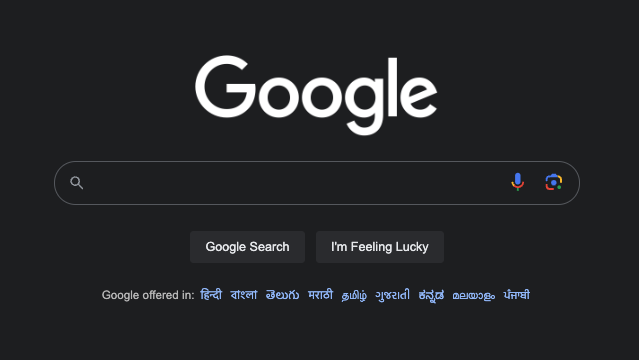 Google
Google Search I'm Feeling Lucky
Google offered in: हिन्दी বাংলা తెలుగు मराठी தமிழ் ગુજરાતી ಕನ್ನಡ മലയാളം ਪੰਜਾਬੀ